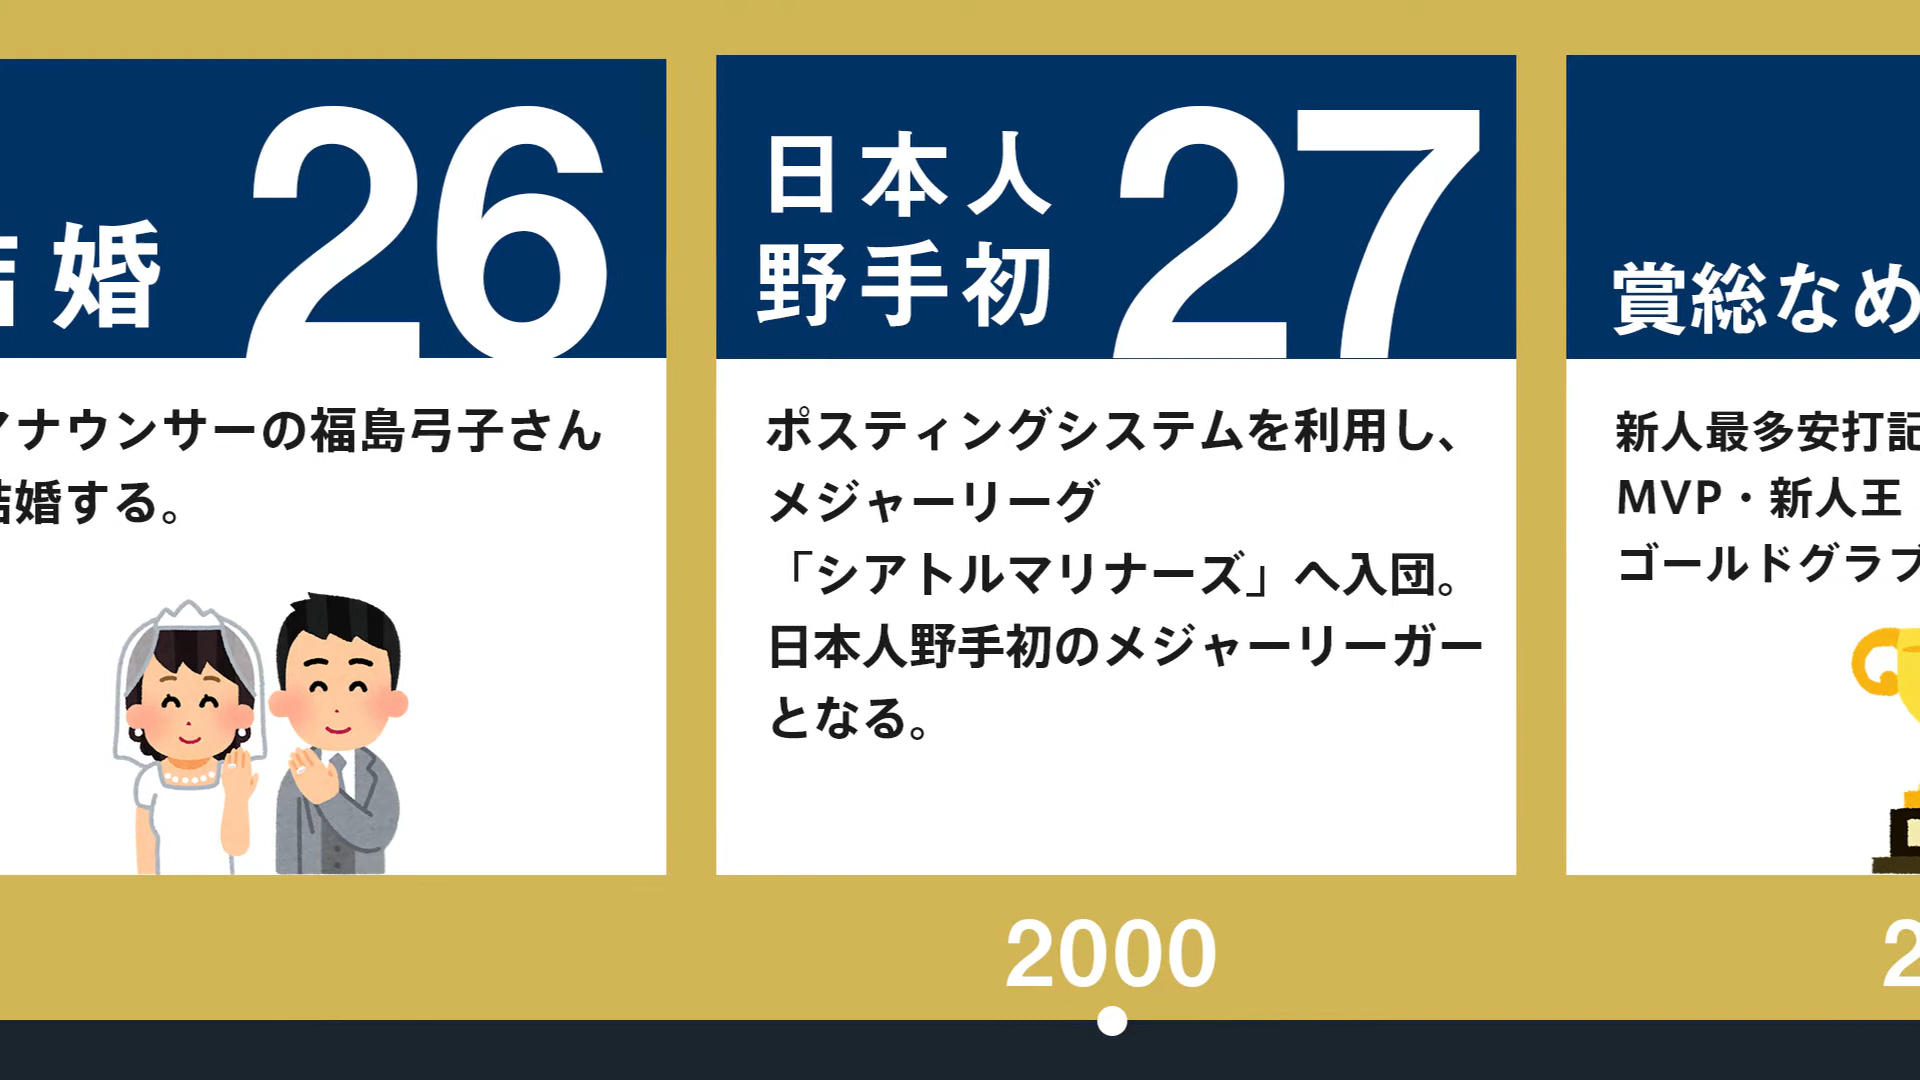 婚
26
アナウンサーの福島弓子さん
結婚する。
日本人
野手初
27
ポスティングシステムを利用し、
メジャーリーグ
「シアトルマリナーズ」へ入団。
日本人野手初のメジャーリーガー
となる。
賞総なめ
新人最多安打記
MVP・新人王
ゴールドグラブ
2000
2